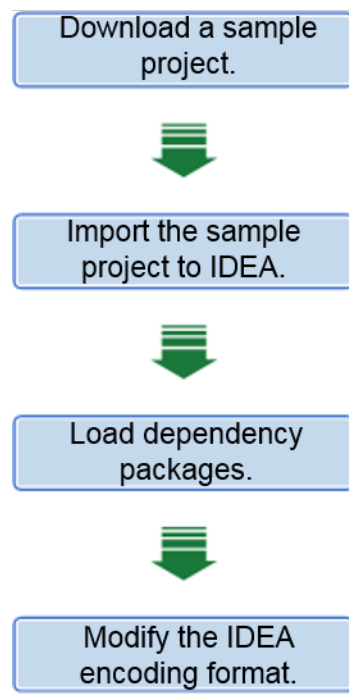 Download a sample
project.
Import the sample
project to IDEA.
Load dependency
packages.
Modify the IDEA
encoding format.